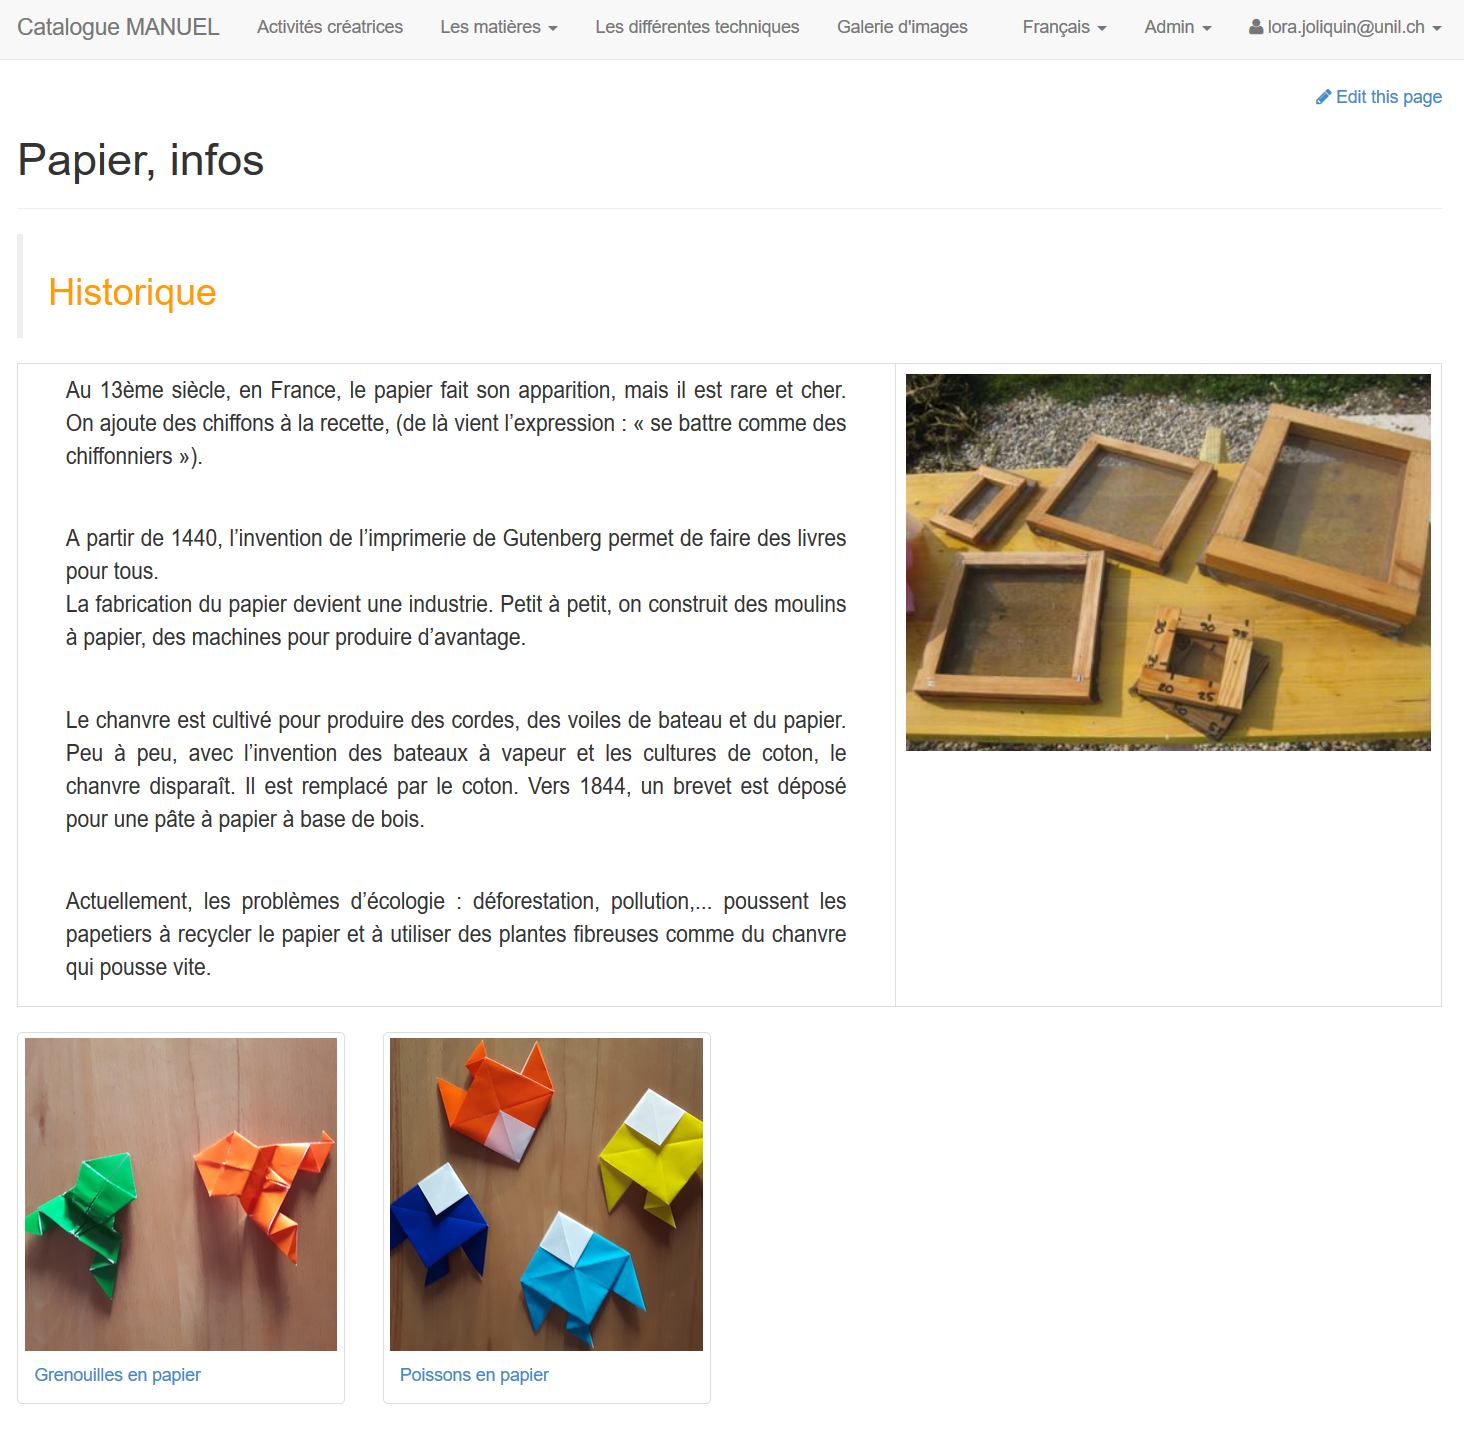 Catalogue MANUEL Activités créatrices Les matières Les différentes techniques Galerie d'images Français Admin lora.joliquin@unil.ch
Edit this page
Papier, infos
Historique
Au 13ème siècle, en France, le papier fait son apparition, mais il est rare et cher.
On ajoute des chiffons à la recette, (de là vient l’expression : « se battre comme des
chiffonniers »).
A partir de 1440, l’invention de l’imprimerie de Gutenberg permet de faire des livres
pour tous.
La fabrication du papier devient une industrie. Petit à petit, on construit des moulins
à papier, des machines pour produire d’avantage.
Le chanvre est cultivé pour produire des cordes, des voiles de bateau et du papier.
Peu à peu, avec l’invention des bateaux à vapeur et les cultures de coton, le
chanvre disparaît. Il est remplacé par le coton. Vers 1844, un brevet est déposé
pour une pâte à papier à base de bois.
Actuellement, les problèmes d’écologie : déforestation, pollution,... poussent les
papetiers à recycler le papier et à utiliser des plantes fibreuses comme du chanvre
qui pousse vite.
Grenouilles en papier
Poissons en papier